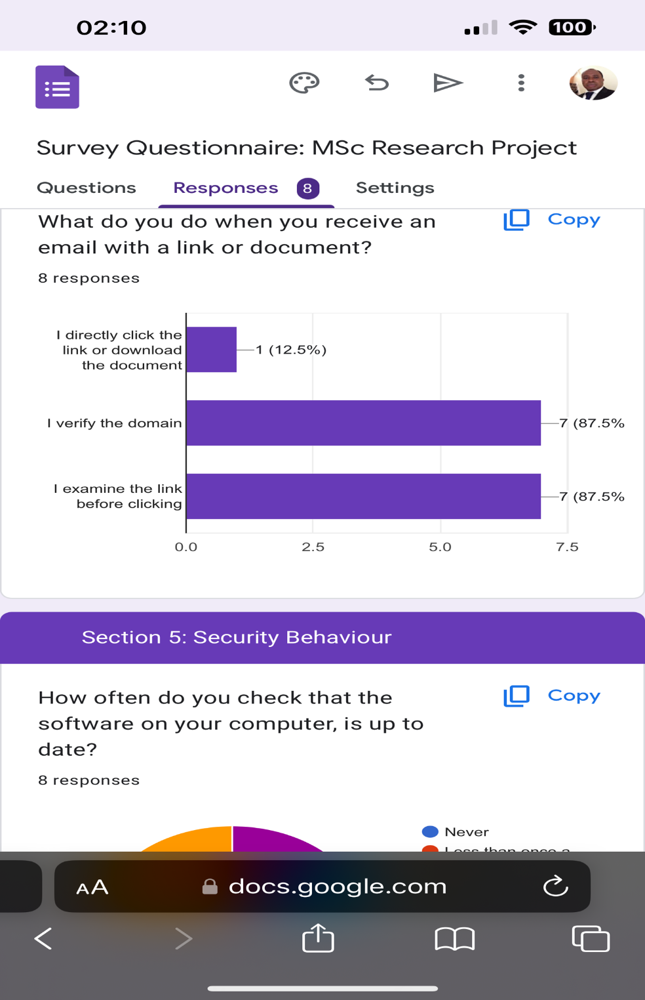 02:10
100
Survey Questionnaire: MSc Research Project
Questions
Responses
8
Settings
What do you do when you receive an
email with a link or document?
Copy
8 responses
I directly click the
link or download
the document
1 (12.5%)
I verify the domain
7 (87.5%
I examine the link
before clicking
7 (87.5%
0.0
2.5
5.0
7.5
Section 5: Security Behaviour
How often do you check that the
software on your computer, is up to
date?
Copy
8 responses
Never
Less than once a
AA
docs.google.com